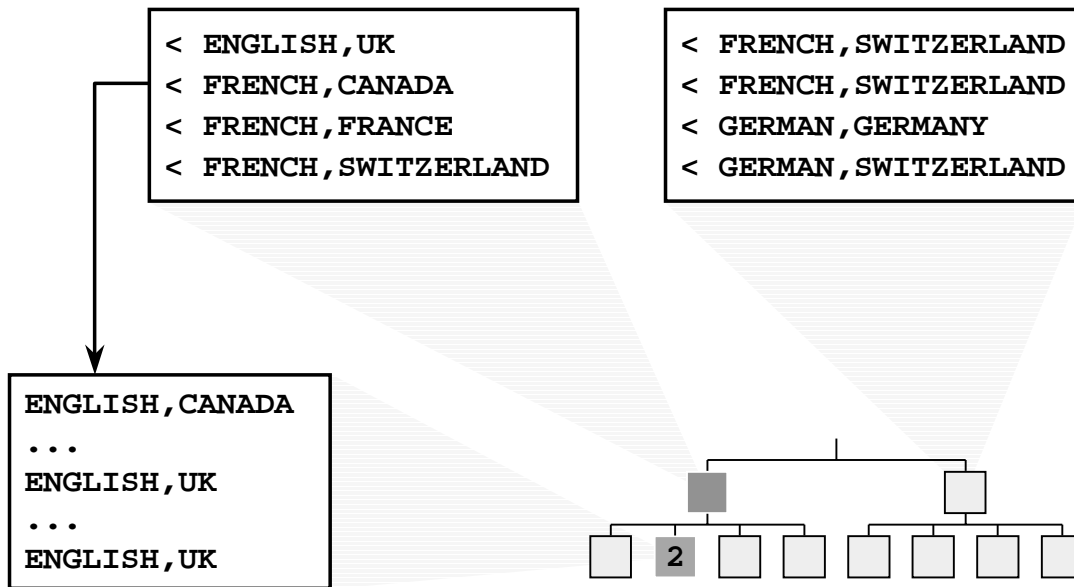 < ENGLISH,UK
< FRENCH,CANADA
< FRENCH,FRANCE
< FRENCH,SWITZERLAND
< FRENCH,SWITZERLAND
< FRENCH,SWITZERLAND
< GERMAN,GERMANY
< GERMAN,SWITZERLAND
ENGLISH,CANADA
...
ENGLISH,UK
...
ENGLISH,UK
2